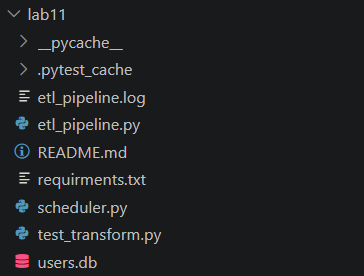 lab11
__pycache__
.pytest_cache
etl_pipeline.log
etl_pipeline.py
README.md
requirments.txt
scheduler.py
test_transform.py
users.db